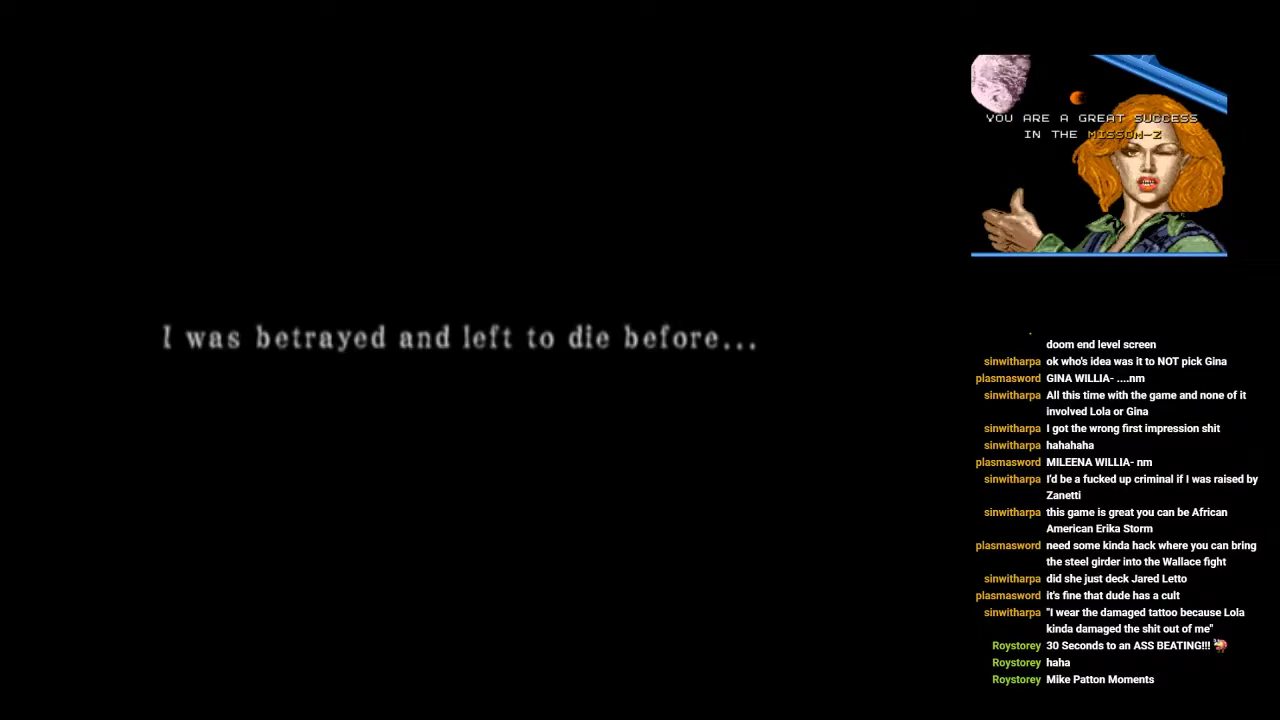 I was betrayed and left to die before...
YOU ARE A GREAT SUCCESS
IN THE MISSOM-Z
doom end level screen
sinwitharpa ok who's idea was it to NOT pick Gina
plasmasword GINA WILLIA- ....nm
sinwitharpa All this time with the game and none of it
involved Lola or Gina
sinwitharpa I got the wrong first impression shit
sinwitharpa hahahaha
plasmasword MILEENA WILLIA- nm
sinwitharpa I'd be a fucked up criminal if I was raised by
Zanetti
sinwitharpa this game is great you can be African
American Erika Storm
plasmasword need some kinda hack where you can bring
the steel girder into the Wallace fight
sinwitharpa did she just deck Jared Letto
plasmasword it's fine that dude has a cult
sinwitharpa "I wear the damaged tattoo because Lola
kinda damaged the shit out of me"
Roystorey 30 Seconds to an ASS BEATING!!!
Roystorey haha
Roystorey Mike Patton Moments